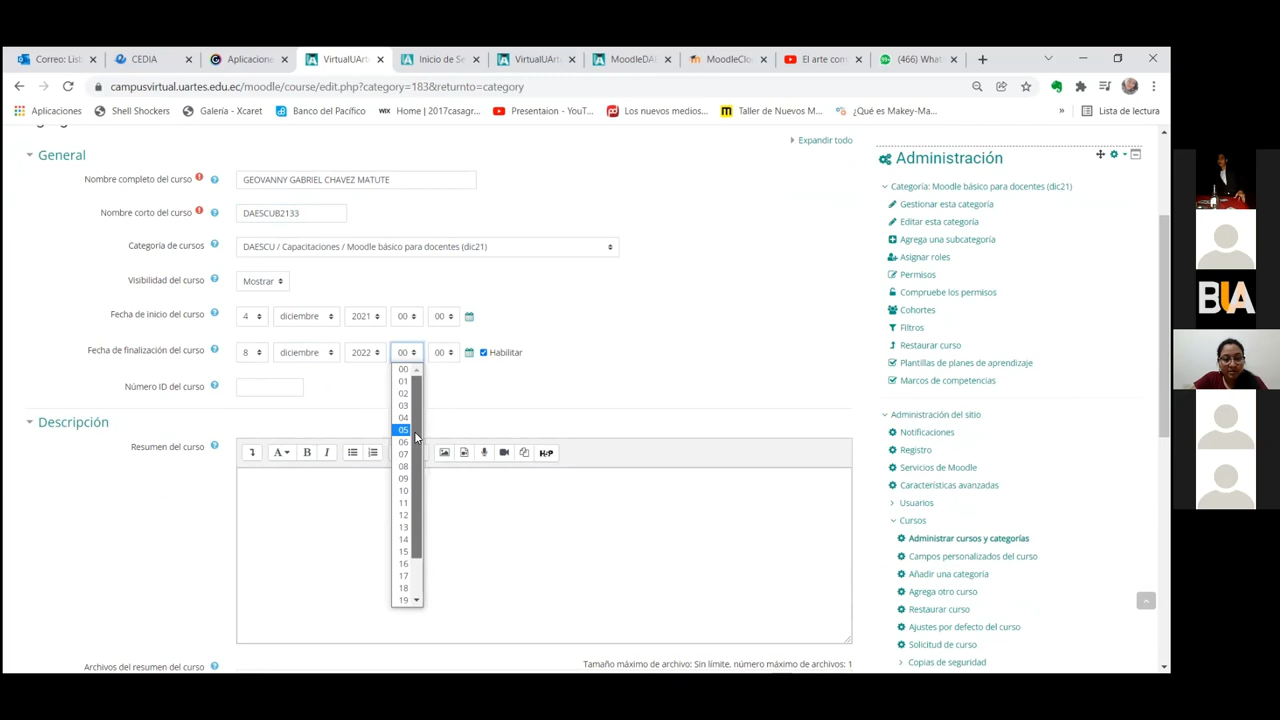 Correo: List
CEDIA
Aplicacione
VirtualUArt
Inicio de Se
VirtualUArt
MoodleDAE
MoodleClou
El arte com
(466) What
campusvirtual.uartes.edu.ec/moodle/course/edit.php?category=183&returnto=category
Aplicaciones
Shell Shockers
Galería - Xcaret
Banco del Pacifico
WIX Home | 2017casagr...
Presentaion - YouT...
Los nuevos medios...
Taller de Nuevos M...
¿Qué es Makey-Ma...
»
Lista de lectura
Expandir todo
General
Nombre completo del curso
GEOVANNY GABRIEL CHAVEZ MATUTE
Nombre corto del curso
DAESCUB2133
Categoría de cursos
DAESCU / Capacitaciones / Moodle básico para docentes (dic21)
Visibilidad del curso
Mostrar
Fecha de inicio del curso
4 diciembre 2021 00 00
Fecha de finalización del curso
8 diciembre 2022 00 00 Habilitar
Número ID del curso
00
01
02
03
04
05
06
07
08
09
10
11
12
13
14
15
16
17
18
19
Descripción
Resumen del curso
A B I H-P
Archivos del resumen del curso
Tamaño máximo de archivo: Sin límite, número máximo de archivos: 1
Administración
Categoría: Moodle básico para docentes (dic21)
Gestionar esta categoría
Editar esta categoría
Agrega una subcategoría
Asignar roles
Permisos
Compruebe los permisos
Cohortes
Filtros
Restaurar curso
Plantillas de planes de aprendizaje
Marcos de competencias
Administración del sitio
Notificaciones
Registro
Servicios de Moodle
Características avanzadas
Usuarios
Cursos
Administrar cursos y categorías
Campos personalizados del curso
Añadir una categoría
Agrega otro curso
Restaurar curso
Ajustes por defecto del curso
Solicitud de curso
Copias de seguridad